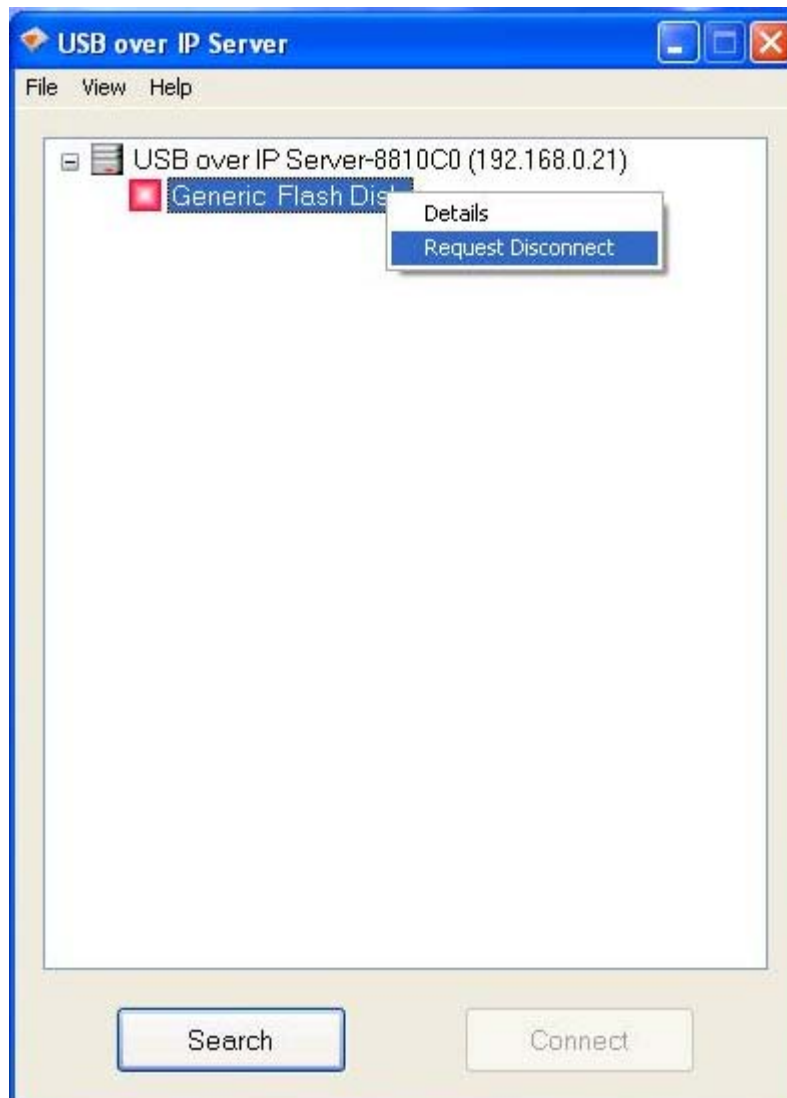 USB over IP Server
File View Help
USB over IP Server-8810C0 (192.168.0.21)
Generic Flash Disk
Details
Request Disconnect
Search
Connect